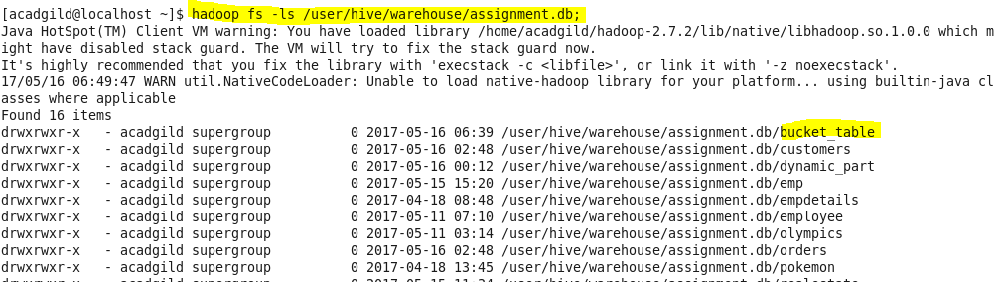 [acadgild@localhost ~]$ hadoop fs -ls /user/hive/warehouse/assignment.db;
Java HotSpot(TM) Client VM warning: You have loaded library /home/acadgild/hadoop-2.7.2/lib/native/libhadoop.so.1.0.0 which m
ight have disabled stack guard. The VM will try to fix the stack guard now.
It's highly recommended that you fix the library with 'execstack -c <libfile>', or link it with '-z noexecstack'.
17/05/16 06:49:47 WARN util.NativeCodeLoader: Unable to load native-hadoop library for your platform... using builtin-java cl
asses where applicable
Found 16 items
drwxrwxr-x   - acadgild supergroup          0 2017-05-16 06:39 /user/hive/warehouse/assignment.db/bucket_table
drwxrwxr-x   - acadgild supergroup          0 2017-05-16 02:48 /user/hive/warehouse/assignment.db/customers
drwxrwxr-x   - acadgild supergroup          0 2017-05-16 00:12 /user/hive/warehouse/assignment.db/dynamic_part
drwxrwxr-x   - acadgild supergroup          0 2017-05-15 15:20 /user/hive/warehouse/assignment.db/emp
drwxrwxr-x   - acadgild supergroup          0 2017-04-18 08:48 /user/hive/warehouse/assignment.db/empdetails
drwxrwxr-x   - acadgild supergroup          0 2017-05-11 07:10 /user/hive/warehouse/assignment.db/employee
drwxrwxr-x   - acadgild supergroup          0 2017-05-11 03:14 /user/hive/warehouse/assignment.db/olympics
drwxrwxr-x   - acadgild supergroup          0 2017-05-16 02:48 /user/hive/warehouse/assignment.db/orders
drwxrwxr-x   - acadgild supergroup          0 2017-04-18 13:45 /user/hive/warehouse/assignment.db/pokemon